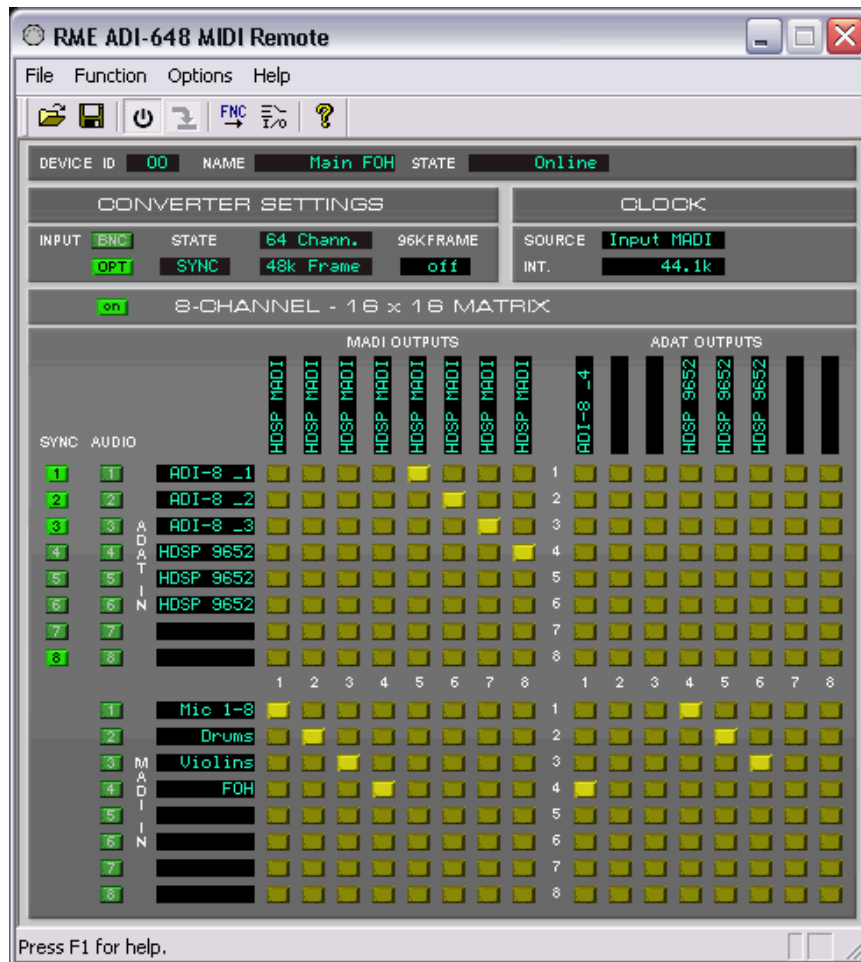 RME ADI-648 MIDI Remote
File Function Options Help
FNC
I/o
?
DEVICE ID 00 NAME Main FOH STATE Online
CONVERTER SETTINGS CLOCK
INPUT BNC STATE 64 Chann. 96KFRAME SOURCE Input MADI
OPT SYNC 48k Frame off INT. 44.1k
on 8-CHANNEL - 16 x 16 MATRIX
MADI OUTPUTS ADAT OUTPUTS
HDSP MADI HDSP MADI HDSP MADI HDSP MADI HDSP MADI HDSP MADI HDSP MADI HDSP MADI ADI-8 _4 HDSP 9652 HDSP 9652 HDSP 9652
SYNC AUDIO
ADAT IN
1 1 ADI-8 _1 1
2 2 ADI-8 _2 2
3 3 ADI-8 _3 3
4 4 HDSP 9652 4
5 5 HDSP 9652 5
6 6 HDSP 9652 6
7 7 7
8 8 8
1 2 3 4 5 6 7 8 1 2 3 4 5 6 7 8
MADI IN
1 Mic 1-8 1
2 Drums 2
3 Violins 3
4 FOH 4
5 5
6 6
7 7
8 8
Press F1 for help.